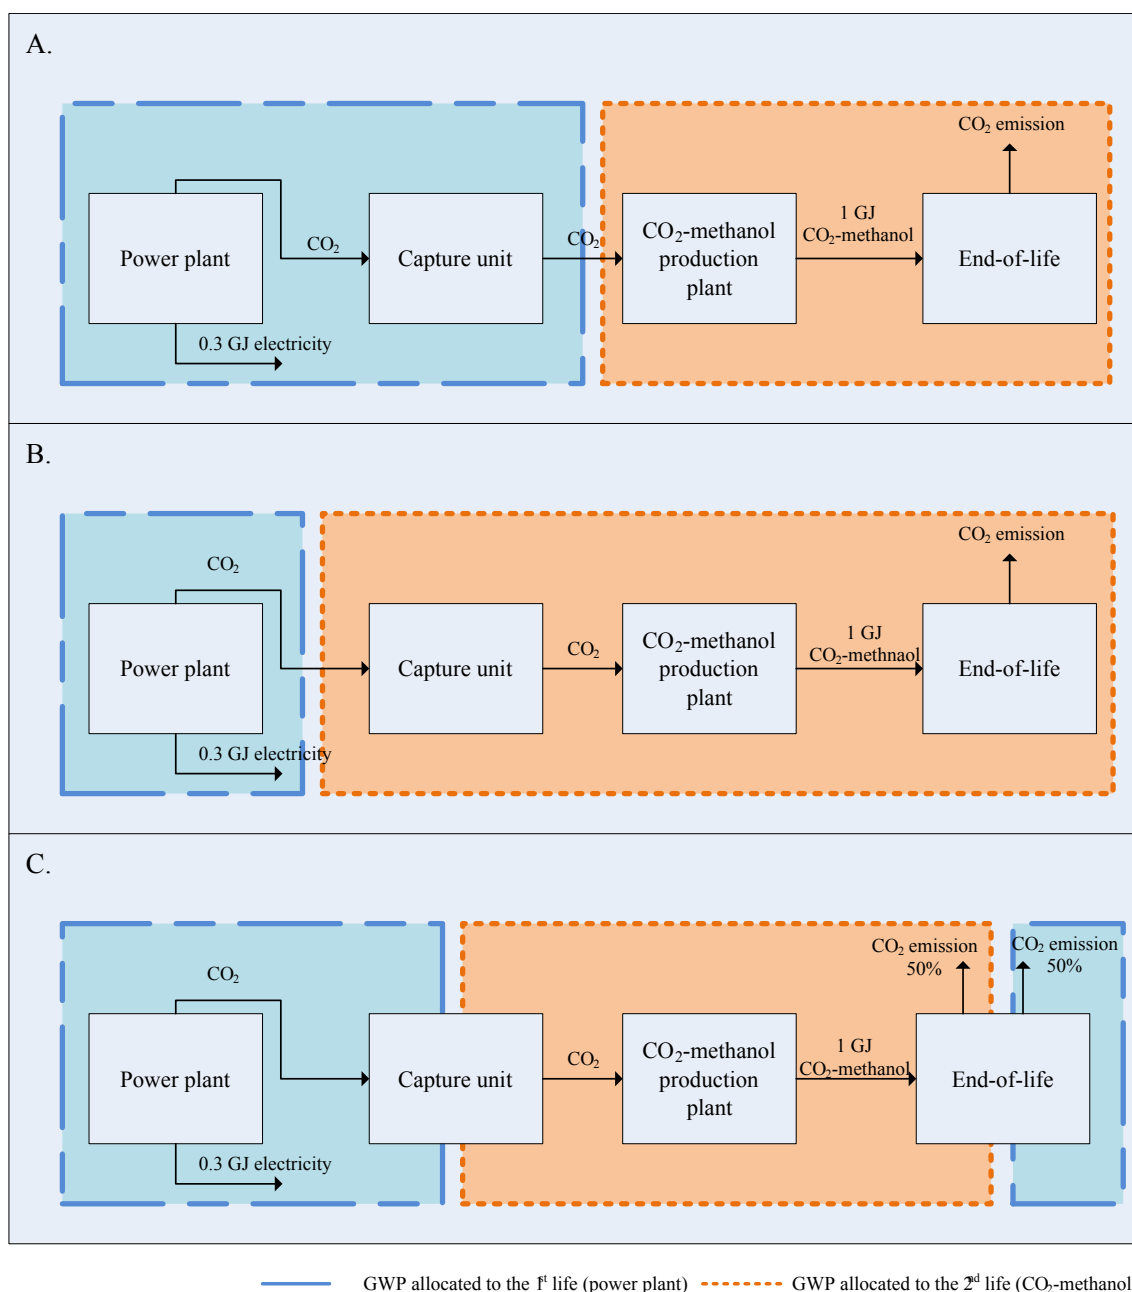 A.
CO₂ emission
1 GJ
CO₂-methanol
Power plant
CO₂
Capture unit
CO₂
CO₂-methanol
production
plant
End-of-life
0.3 GJ electricity
B.
CO₂ emission
CO₂
Power plant
Capture unit
CO₂
CO₂-methanol
production
plant
1 GJ
CO₂-methnaol
End-of-life
0.3 GJ electricity
C.
CO₂ emission
50%
CO₂ emission
50%
CO₂
Power plant
Capture unit
CO₂
CO₂-methanol
production
plant
1 GJ
CO₂-methanol
End-of-life
0.3 GJ electricity
GWP allocated to the 1st life (power plant)
GWP allocated to the 2nd life (CO₂-methanol